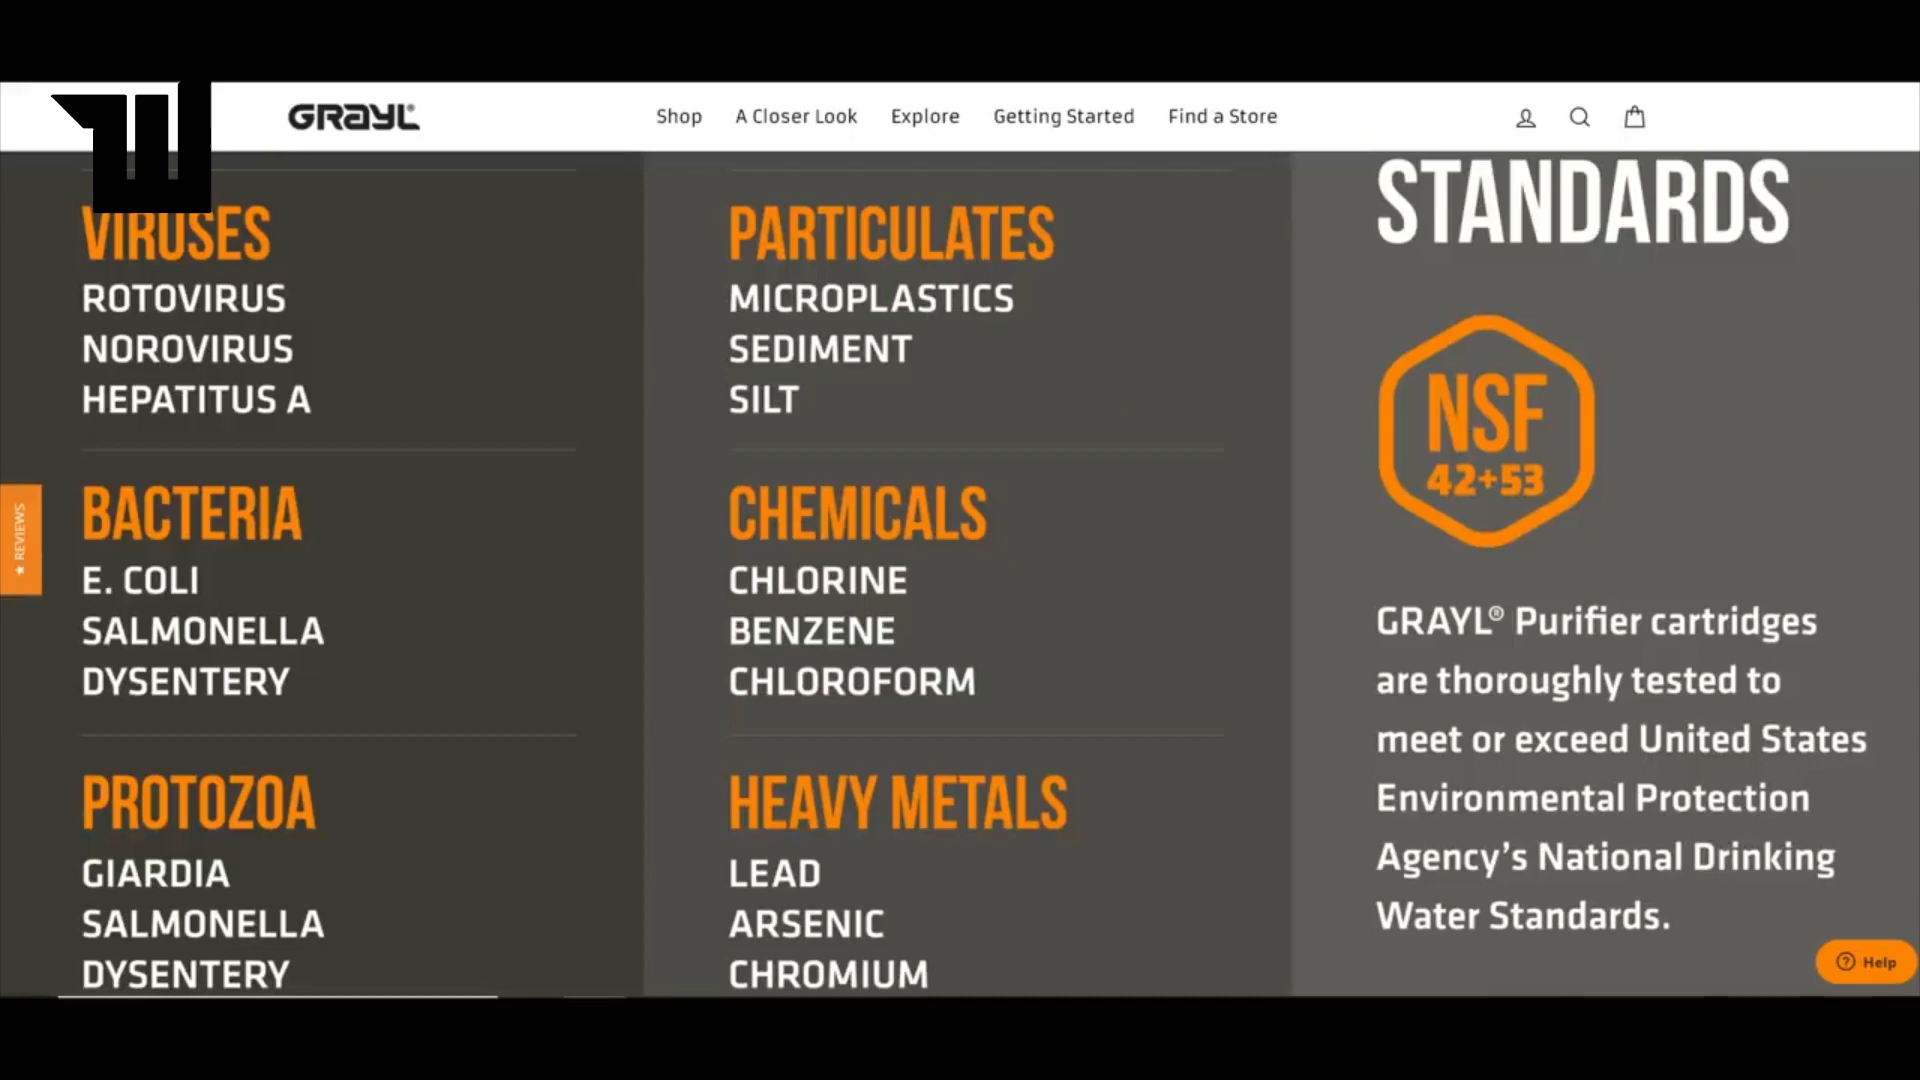 GRAYL®
Shop
A Closer Look
Explore
Getting Started
Find a Store
VIRUSES
ROTOVIRUS
NOROVIRUS
HEPATITUS A
BACTERIA
E. COLI
SALMONELLA
DYSENTERY
PROTOZOA
GIARDIA
SALMONELLA
DYSENTERY
PARTICULATES
MICROPLASTICS
SEDIMENT
SILT
CHEMICALS
CHLORINE
BENZENE
CHLOROFORM
HEAVY METALS
LEAD
ARSENIC
CHROMIUM
STANDARDS
NSF
42+53
GRAYL® Purifier cartridges
are thoroughly tested to
meet or exceed United States
Environmental Protection
Agency’s National Drinking
Water Standards.
★ REVIEWS
Help